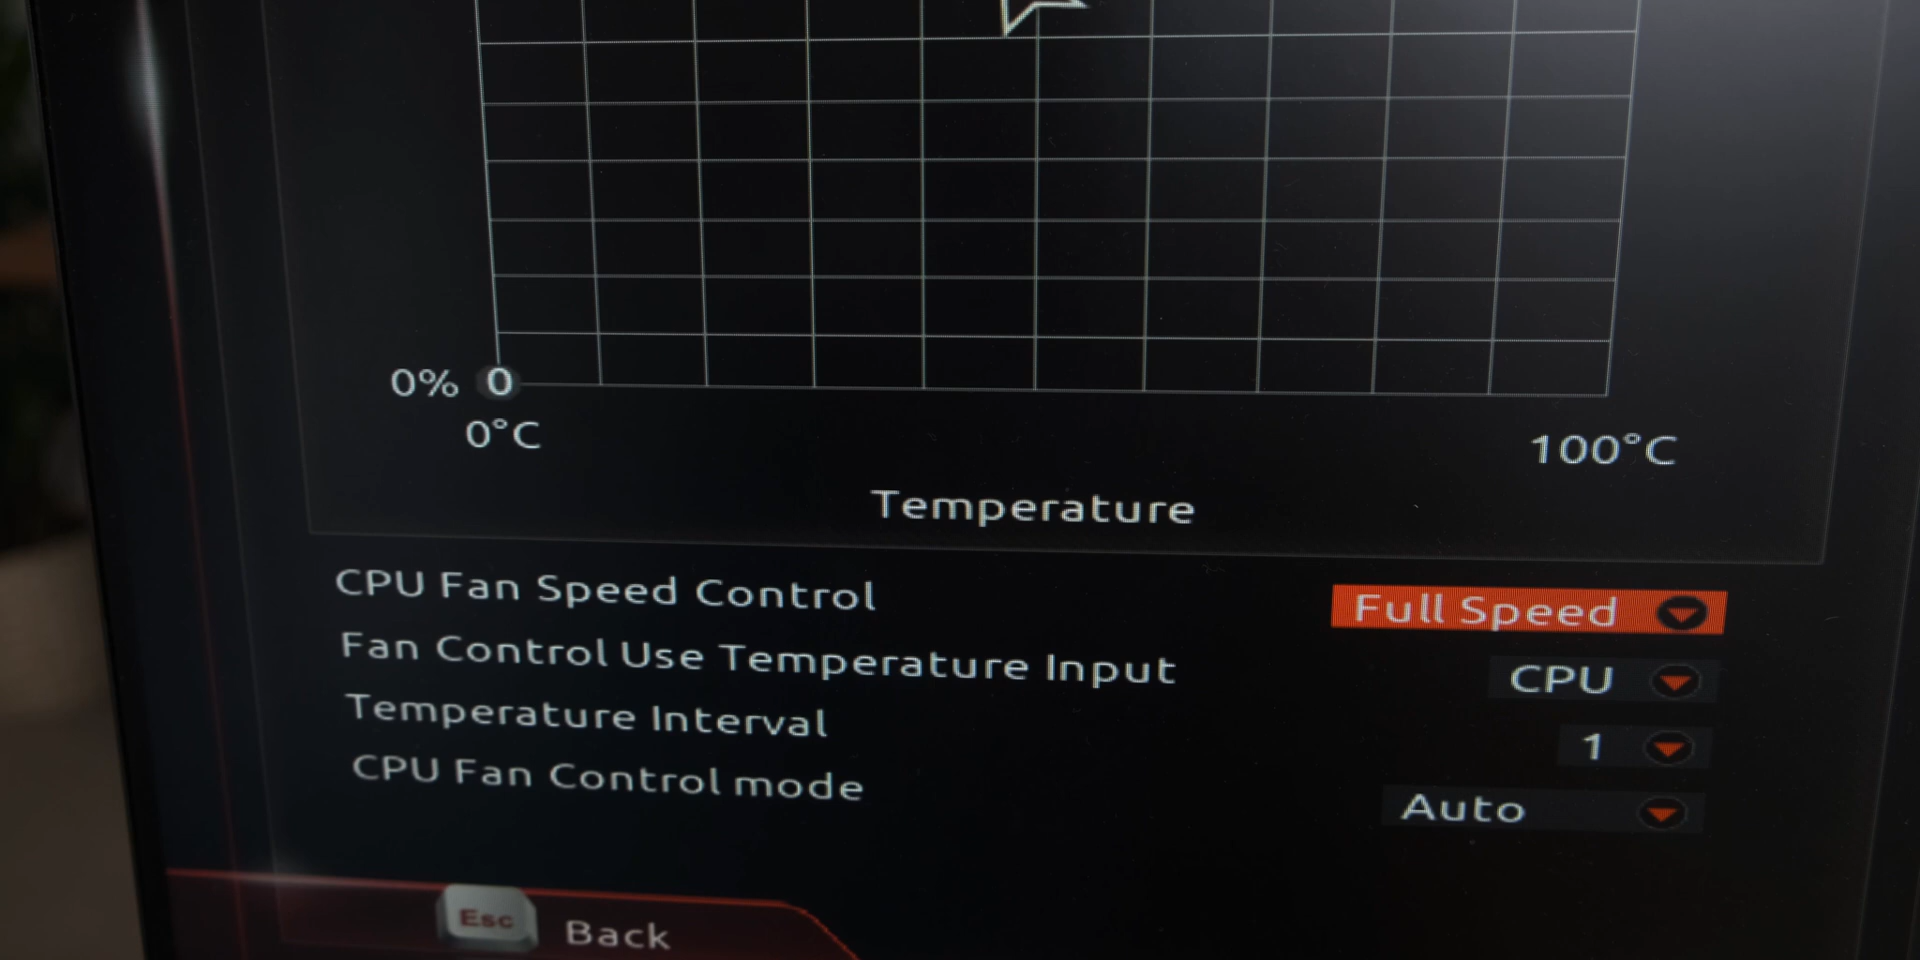 0% 0
0°C 100°C
Temperature
CPU Fan Speed Control Full Speed
Fan Control Use Temperature Input CPU
Temperature Interval 1
CPU Fan Control mode Auto
Esc Back